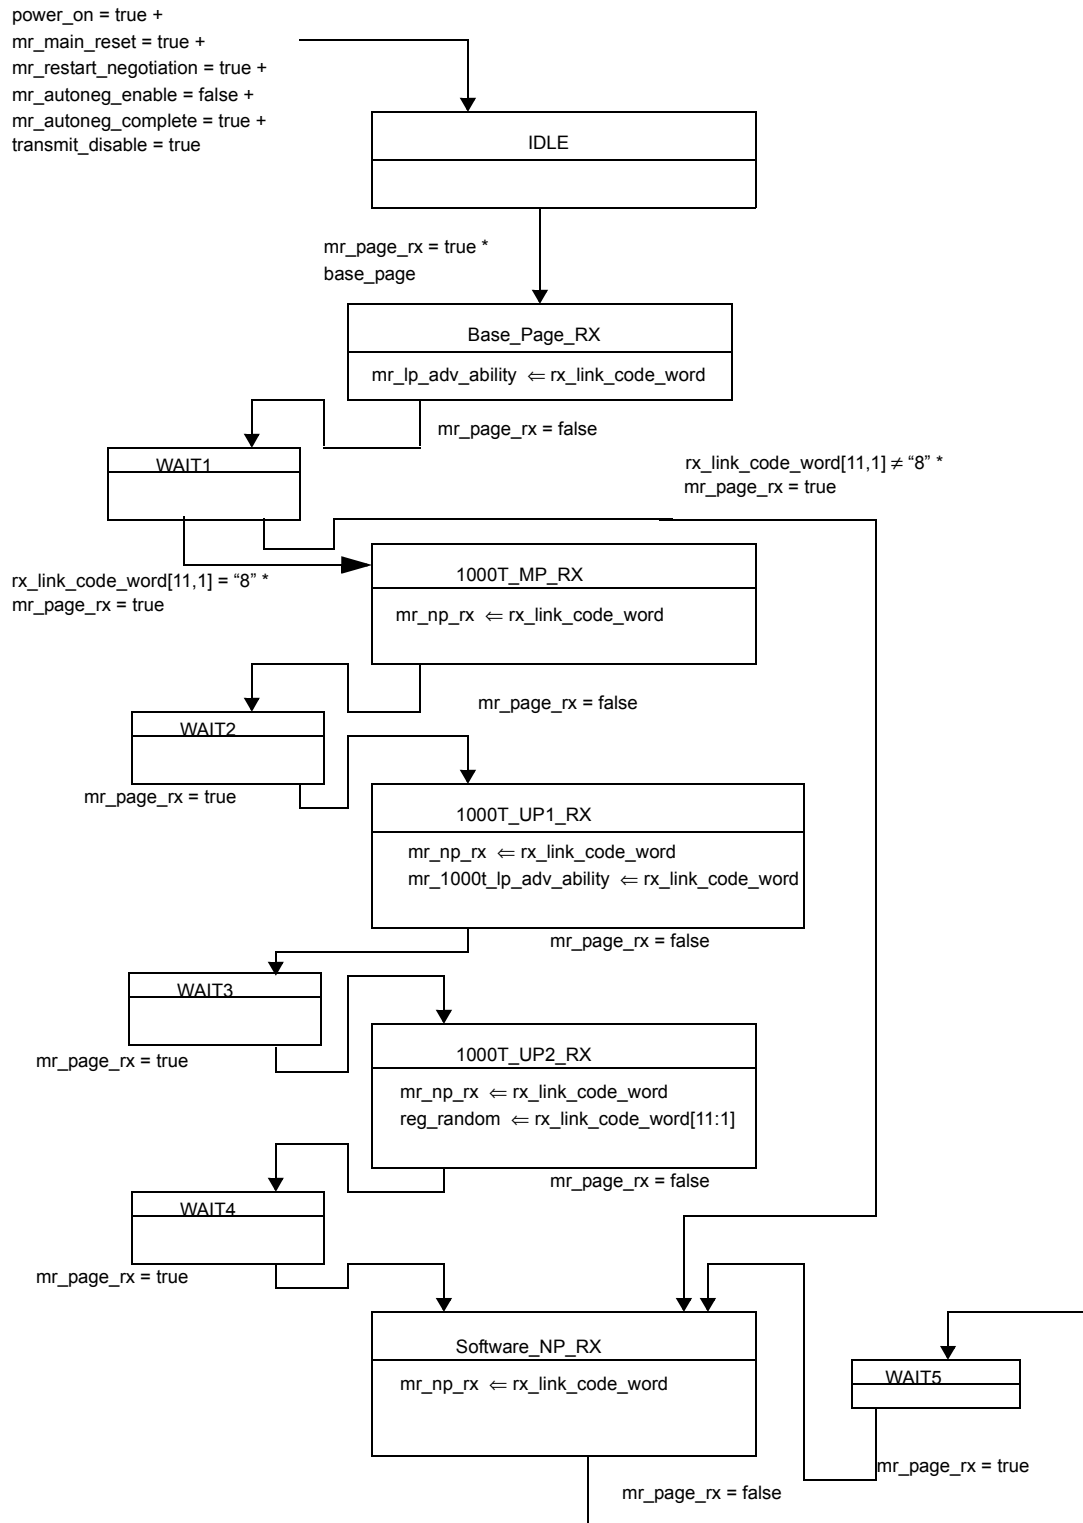 power_on = true +
mr_main_reset = true +
mr_restart_negotiation = true +
mr_autoneg_enable = false +
mr_autoneg_complete = true +
transmit_disable = true
IDLE
mr_page_rx = true *
base_page
Base_Page_RX
mr_lp_adv_ability ⇐ rx_link_code_word
mr_page_rx = false
WAIT1
rx_link_code_word[11,1] ≠ “8” *
mr_page_rx = true
rx_link_code_word[11,1] = “8” *
mr_page_rx = true
1000T_MP_RX
mr_np_rx ⇐ rx_link_code_word
mr_page_rx = false
WAIT2
mr_page_rx = true
1000T_UP1_RX
mr_np_rx ⇐ rx_link_code_word
mr_1000t_lp_adv_ability ⇐ rx_link_code_word
mr_page_rx = false
WAIT3
mr_page_rx = true
1000T_UP2_RX
mr_np_rx ⇐ rx_link_code_word
reg_random ⇐ rx_link_code_word[11:1]
mr_page_rx = false
WAIT4
mr_page_rx = true
Software_NP_RX
mr_np_rx ⇐ rx_link_code_word
WAIT5
mr_page_rx = true
mr_page_rx = false